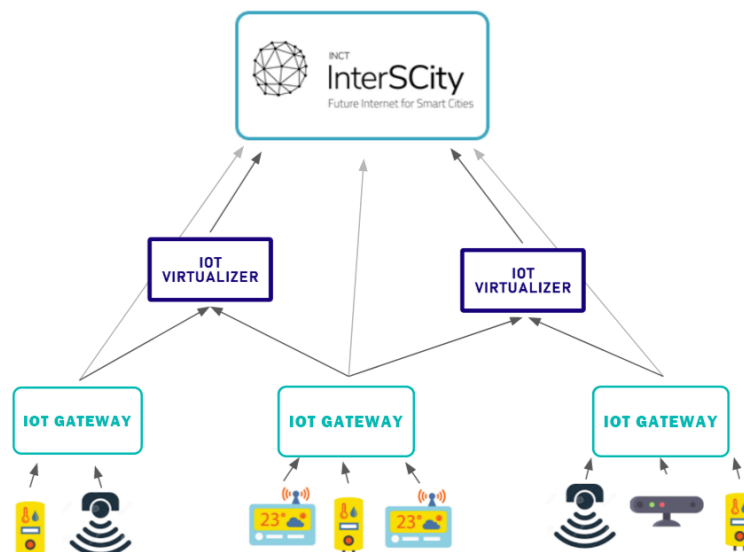 INCT
InterSCity
Future Internet for Smart Cities
IOT
VIRTUALIZER
IOT
VIRTUALIZER
IOT GATEWAY
IOT GATEWAY
IOT GATEWAY
23°
23°